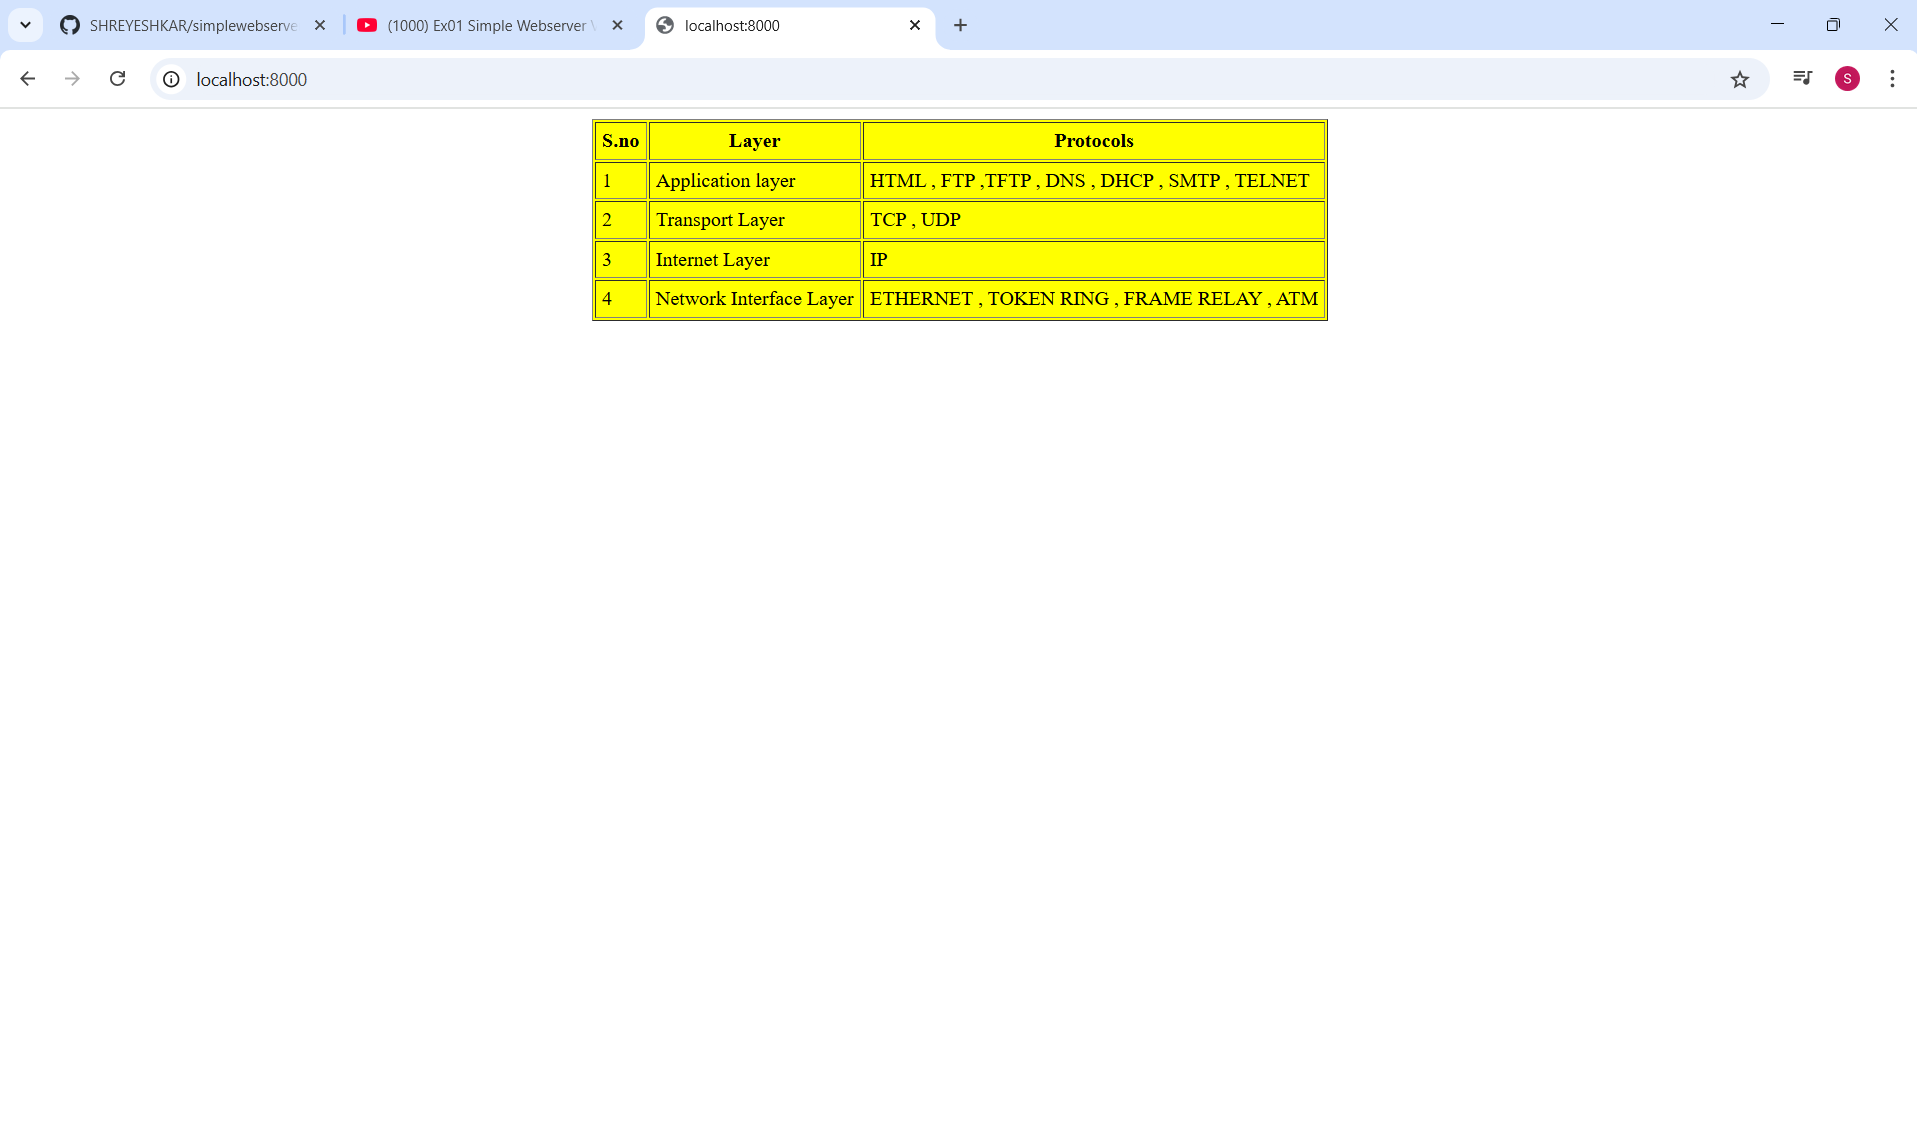 SHREYESHKAR/simplewebserve
(1000) Ex01 Simple Webserver
localhost:8000
localhost:8000
S
S.no Layer Protocols
1 Application layer HTML , FTP ,TFTP , DNS , DHCP , SMTP , TELNET
2 Transport Layer TCP , UDP
3 Internet Layer IP
4 Network Interface Layer ETHERNET , TOKEN RING , FRAME RELAY , ATM